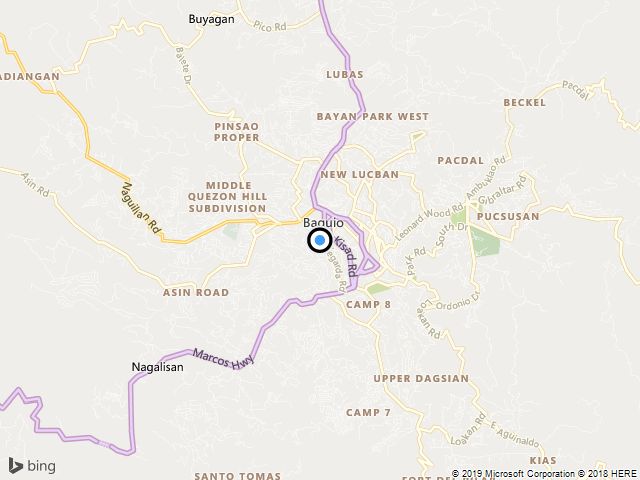 Buyagan
Pico Rd
LUBAS
ADIANGAN
Balete Dr
Pacdal
BECKEL
BAYAN PARK WEST
PINSAO
PROPER
PACDAL
Asin Rd
NEW LUCBAN
Ambuklao Rd
Gibraltar Rd
MIDDLE
QUEZON HILL
SUBDIVISION
Naguilian Rd
Leonard Wood Rd
PUCSUSAN
Baguio
South Dr
Kisad Rd
Legarda Rd
Park Rd
ASIN ROAD
CAMP 8
Ordonio Dr
Loakan Rd
Marcos Hwy
Nagalisan
UPPER DAGSIAN
CAMP 7
Loakan Rd
E Aguinaldo
KIAS
SANTO TOMAS
FORT DEL PILAR
bing
© 2019 Microsoft Corporation © 2018 HERE